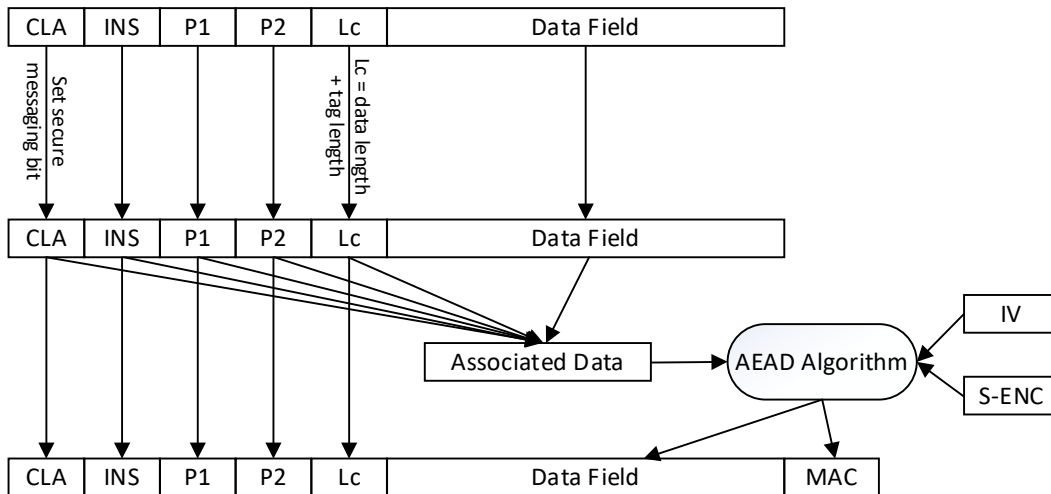 CLA INS P1 P2 Lc Data Field
Set secure
messaging bit
Lc = data length
+ tag length
CLA INS P1 P2 Lc Data Field
IV
Associated Data
AEAD Algorithm
S-ENC
CLA INS P1 P2 Lc Data Field MAC